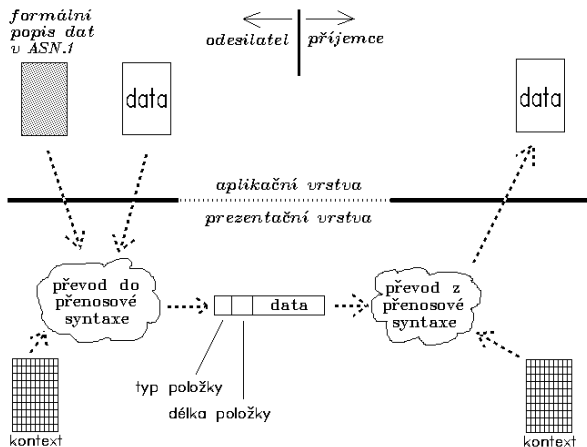 formální
popis dat
v ASN.1
odesilatel
příjemce
data
data
aplikační vrstva
prezentační vrstva
převod do
přenosové
syntaxe
data
převod z
přenosové
syntaxe
typ položky
délka položky
kontext
kontext